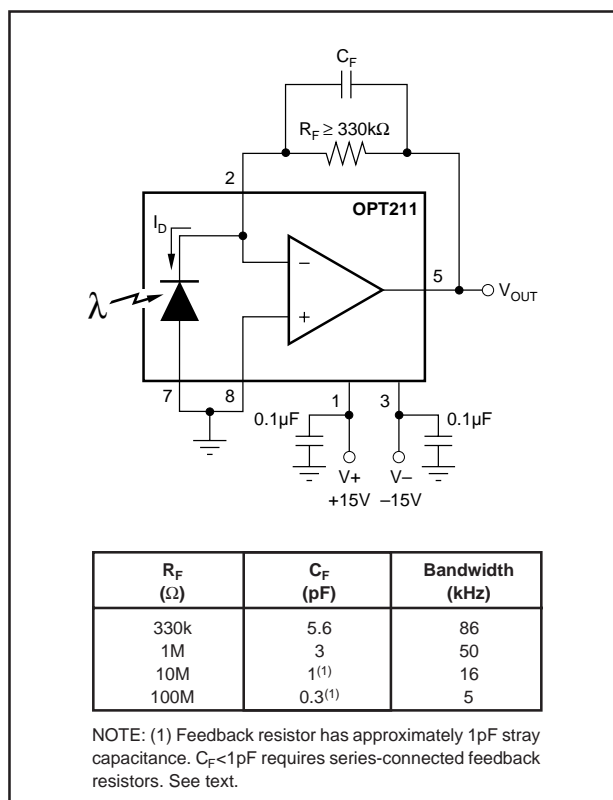 C_F
R_F ≥ 330kΩ
2
OPT211
I_D
λ
–
+
5
V_OUT
7
8
1
3
0.1µF
0.1µF
V+
V–
+15V
–15V
R_F C_F Bandwidth
(Ω) (pF) (kHz)
330k 5.6 86
1M 3 50
10M 1(1) 16
100M 0.3(1) 5
NOTE: (1) Feedback resistor has approximately 1pF stray
capacitance. C_F<1pF requires series-connected feedback
resistors. See text.